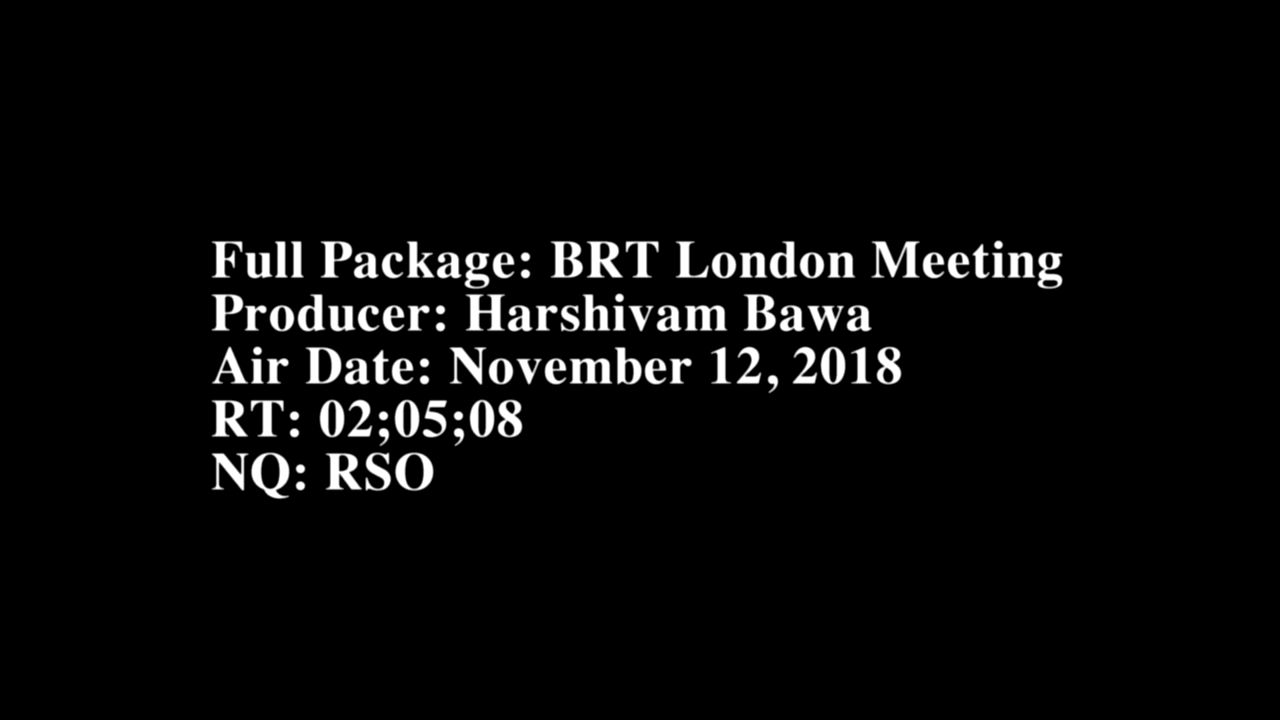 Full Package: BRT London Meeting
Producer: Harshivam Bawa
Air Date: November 12, 2018
RT: 02;05;08
NQ: RSO